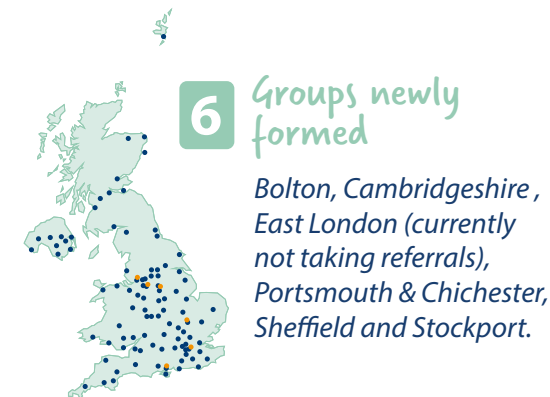 6
Groups newly
formed
Bolton, Cambridgeshire ,
East London (currently
not taking referrals),
Portsmouth & Chichester,
Sheffield and Stockport.